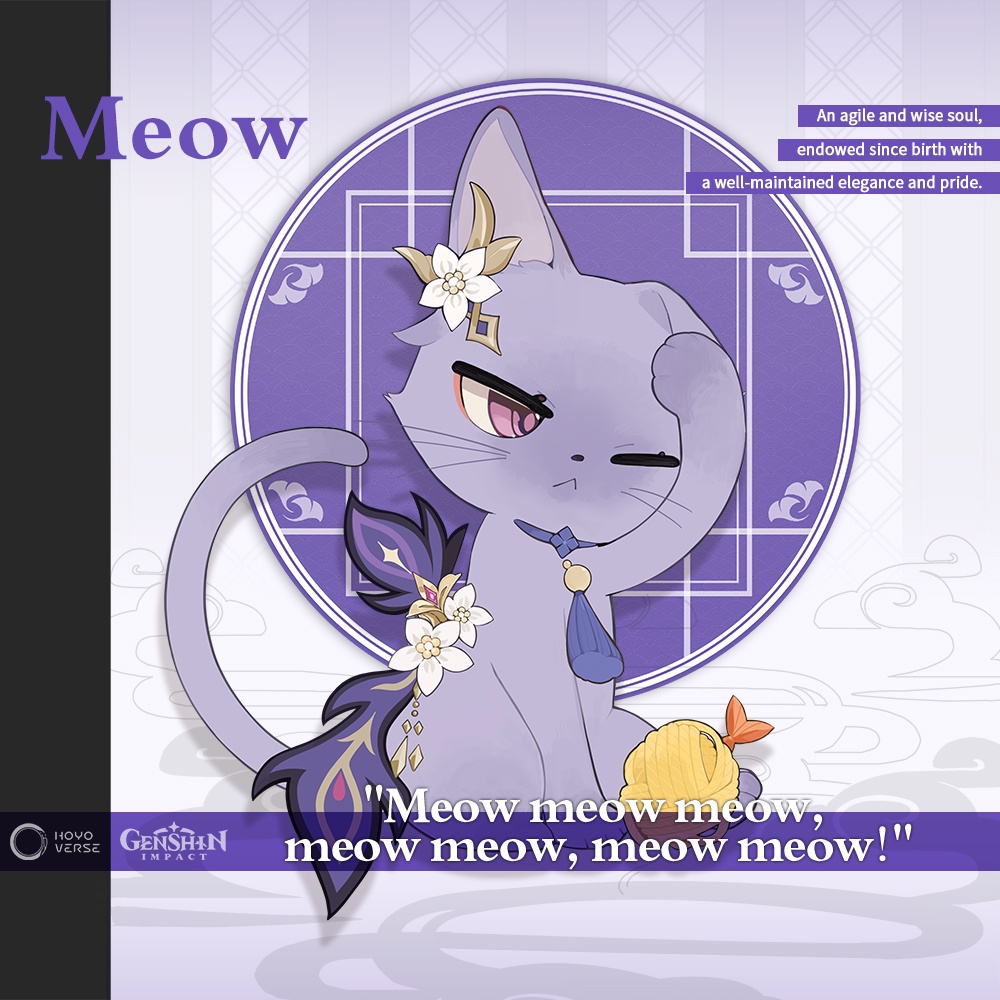 Meow
An agile and wise soul,
endowed since birth with
a well-maintained elegance and pride.
"Meow meow meow,
meow meow, meow meow!"
HOYO
VERSE
GENSHIN
IMPACT